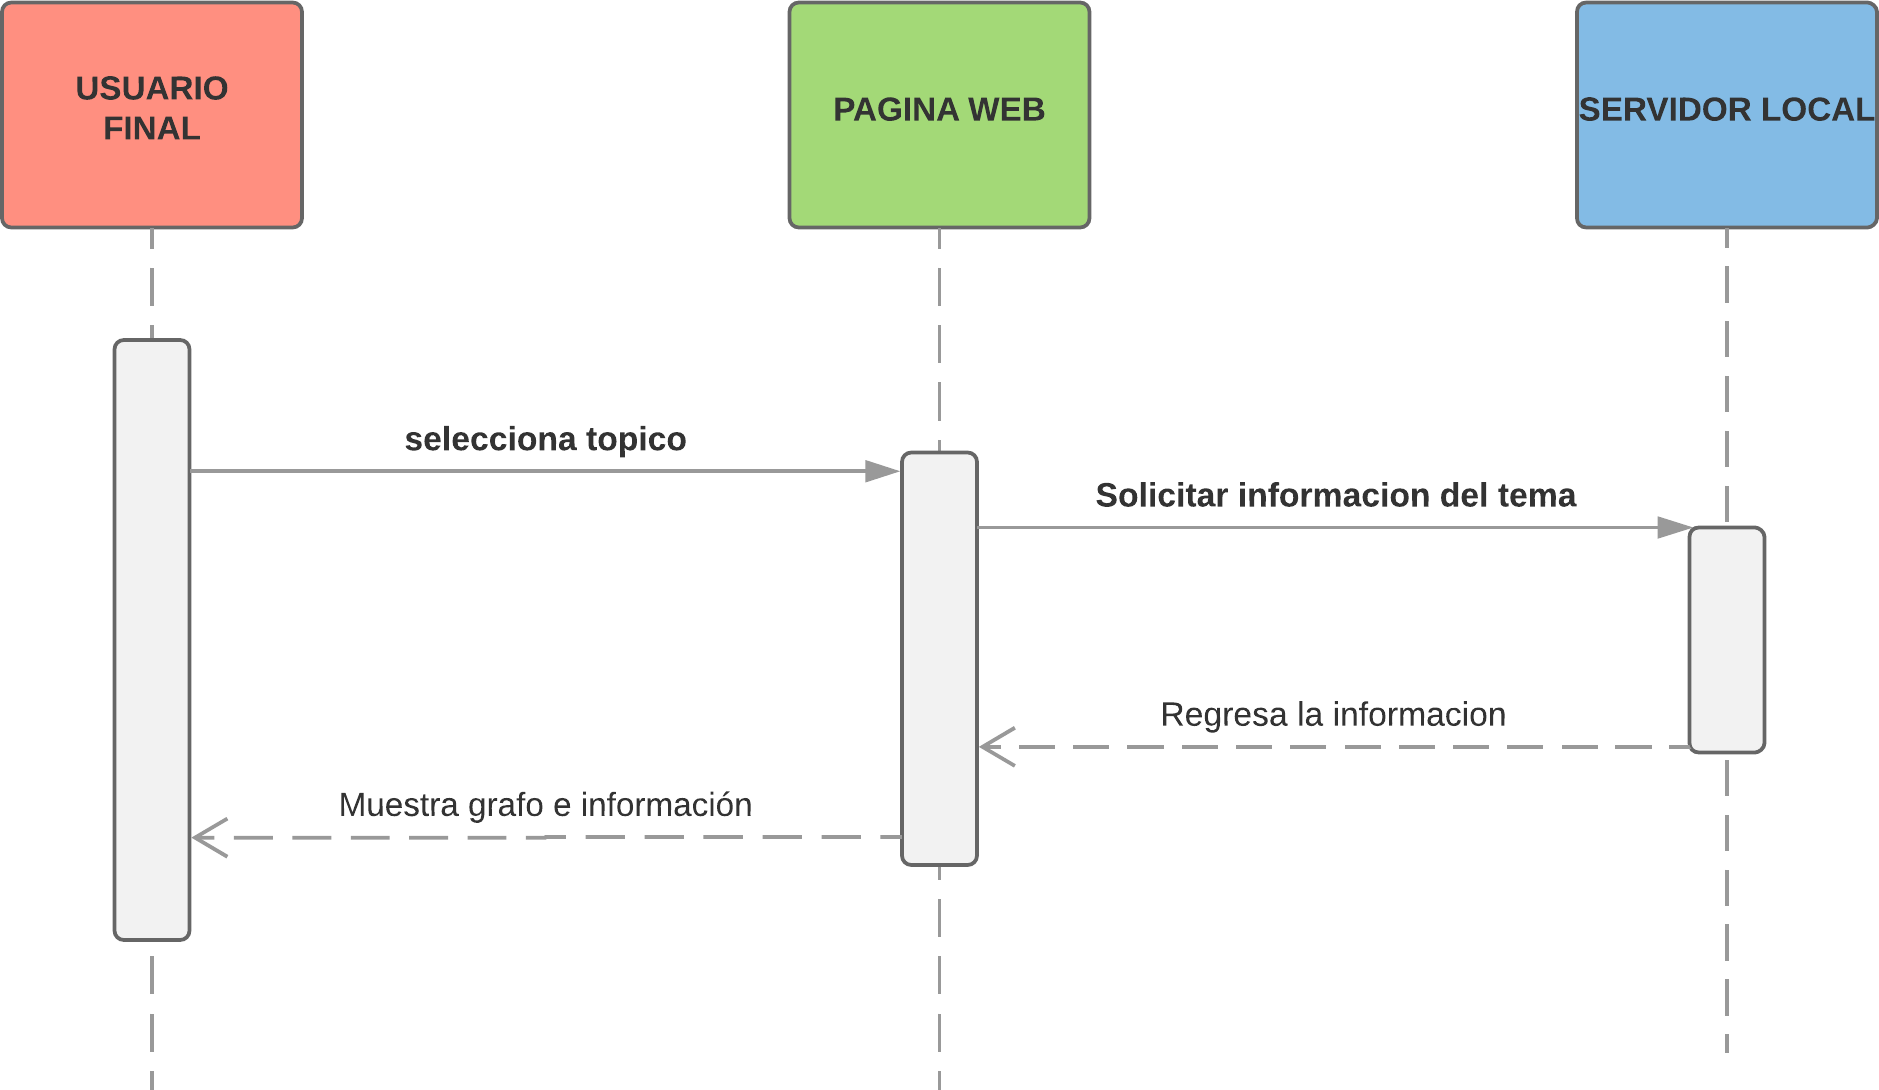 USUARIO
FINAL
PAGINA WEB
SERVIDOR LOCAL
selecciona topico
Solicitar informacion del tema
Regresa la informacion
Muestra grafo e información